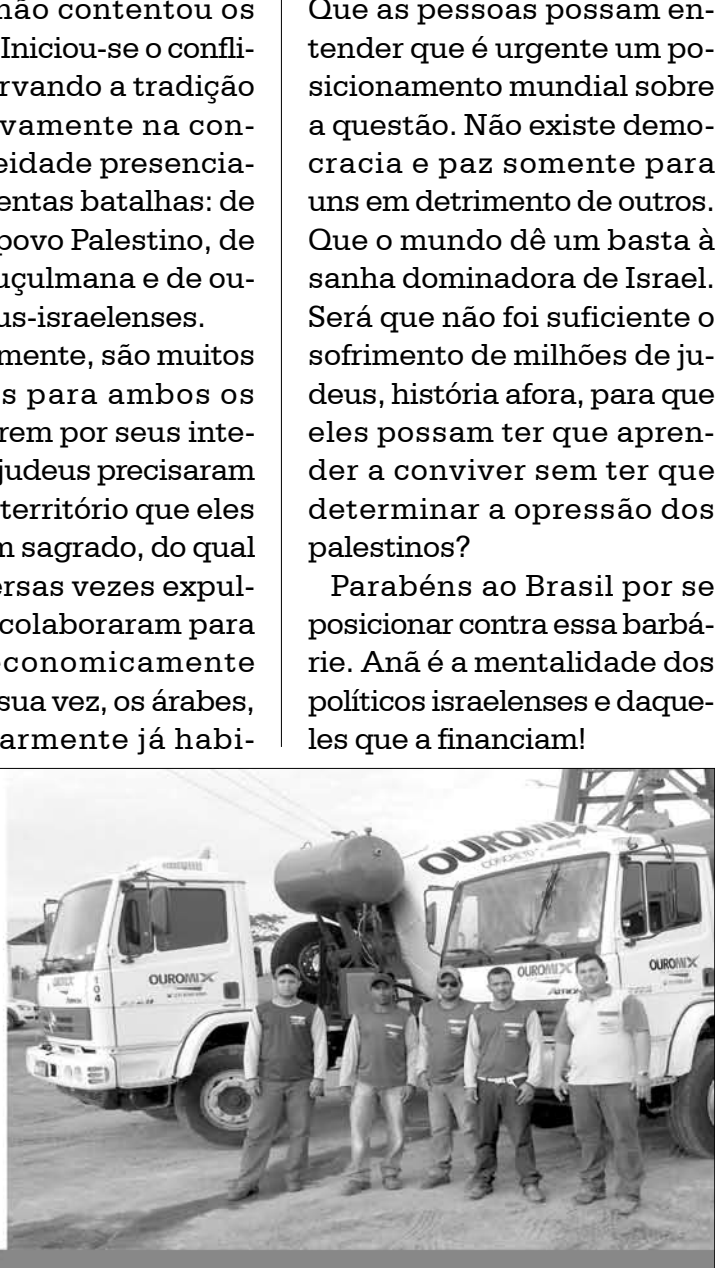 não contentou os
Iniciou-se o confli-
rvando a tradição
vamente na con-
eidade presencia-
entas batalhas: de
povo Palestino, de
uçulmana e de ou-
us-israelenses.
mente, são muitos
s para ambos os
rem por seus inte-
judeus precisaram
território que eles
m sagrado, do qual
ersas vezes expul-
colaboraram para
economicamente
sua vez, os árabes,
armente já habi-
Que as pessoas possam en-
tender que é urgente um po-
sicionamento mundial sobre
a questão. Não existe demo-
cracia e paz somente para
uns em detrimento de outros.
Que o mundo dê um basta à
sanha dominadora de Israel.
Será que não foi suficiente o
sofrimento de milhões de ju-
deus, história afora, para que
eles possam ter que apren-
der a conviver sem ter que
determinar a opressão dos
palestinos?
Parabéns ao Brasil por se
posicionar contra essa barbá-
rie. Anã é a mentalidade dos
políticos israelenses e daque-
les que a financiam!
OUROMIX
CONCRETO
OUROMIX
104
OUROMIX
OUROMIX